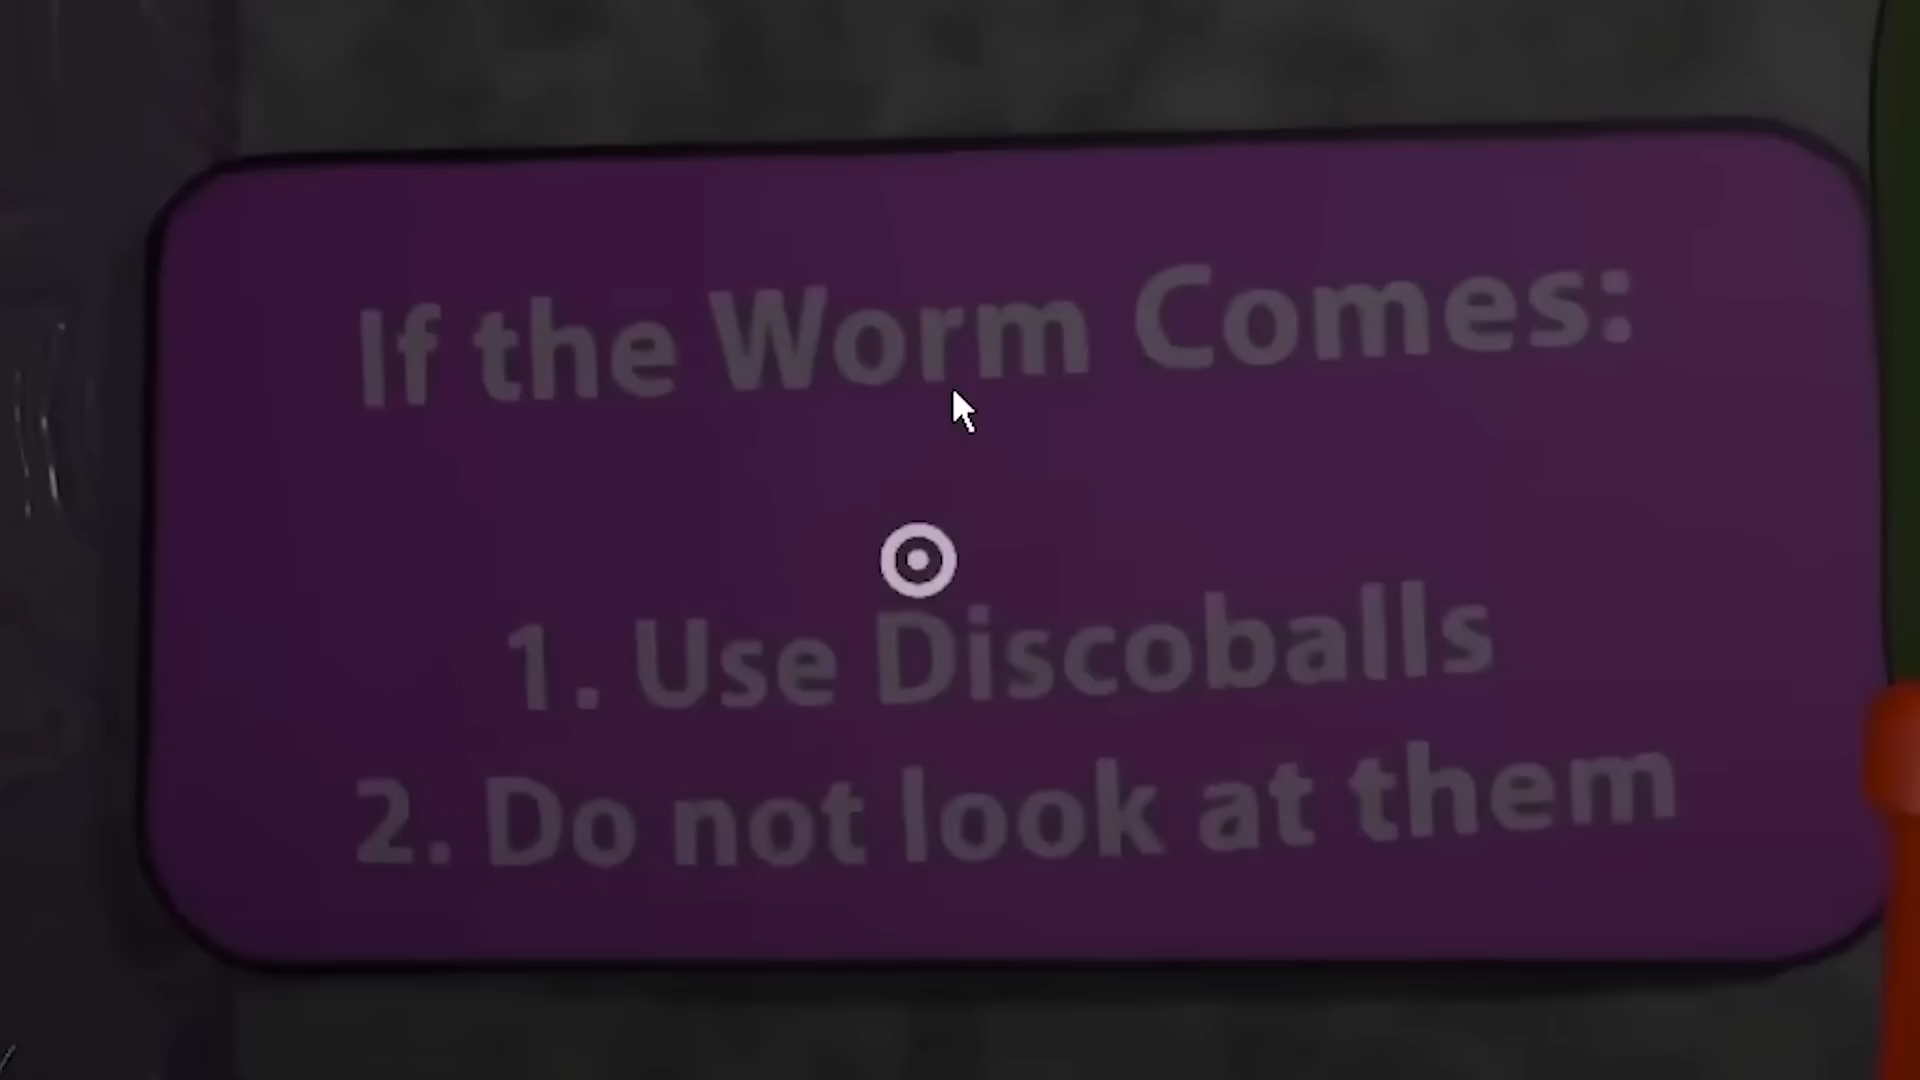 If the Worm Comes:
1. Use Discoballs
2. Do not look at them